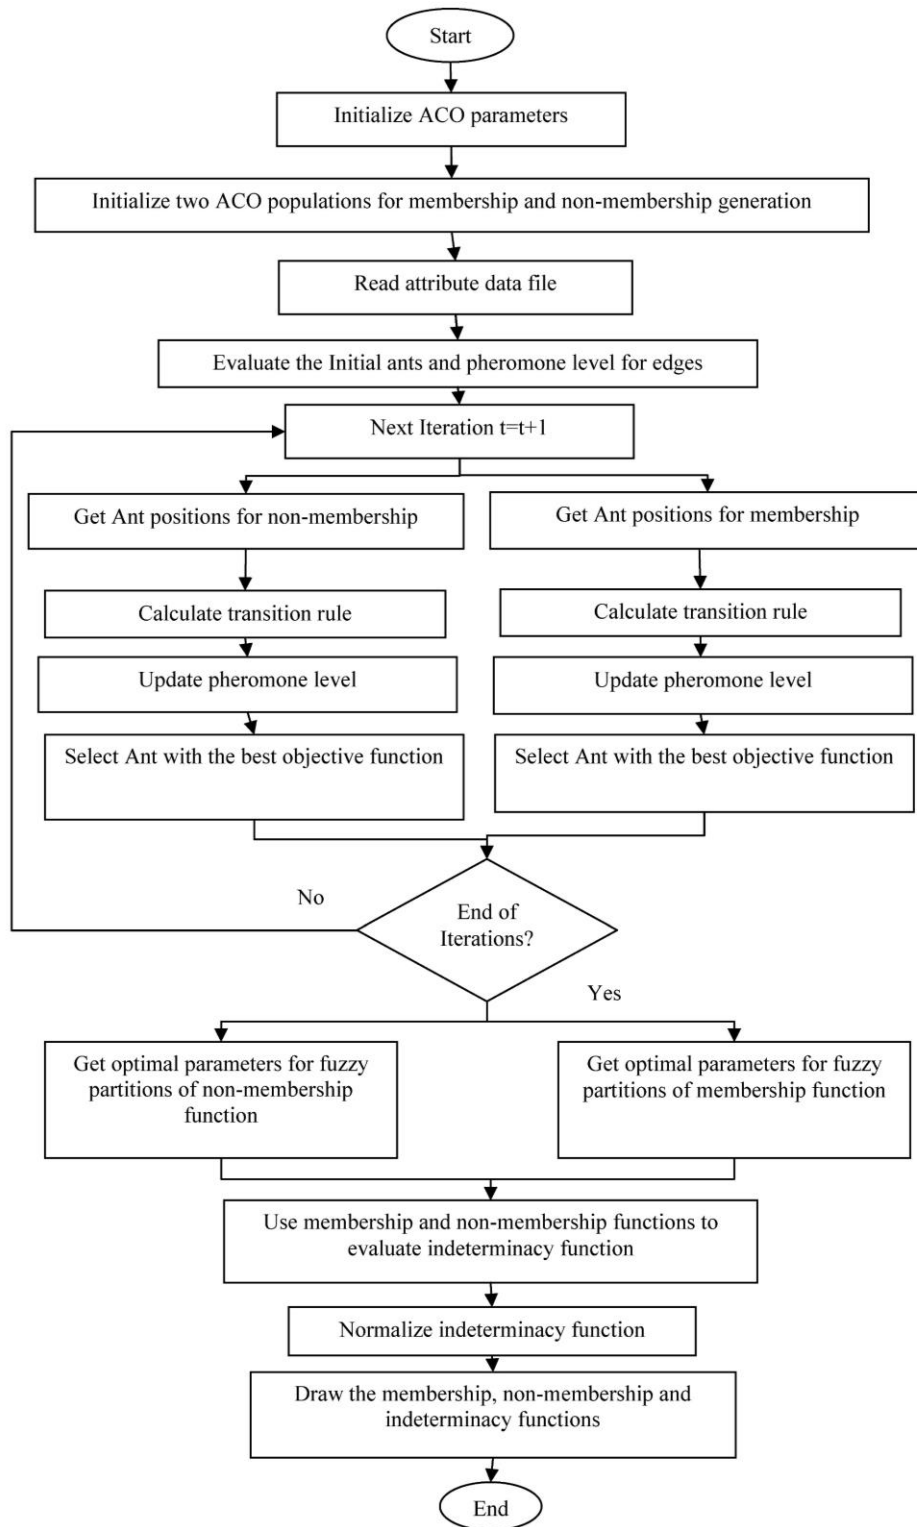 Start
Initialize ACO parameters
Initialize two ACO populations for membership and non-membership generation
Read attribute data file
Evaluate the Initial ants and pheromone level for edges
Next Iteration t=t+1
Get Ant positions for non-membership
Get Ant positions for membership
Calculate transition rule
Calculate transition rule
Update pheromone level
Update pheromone level
Select Ant with the best objective function
Select Ant with the best objective function
No
End of
Iterations?
Yes
Get optimal parameters for fuzzy
partitions of non-membership
function
Get optimal parameters for fuzzy
partitions of membership function
Use membership and non-membership functions to
evaluate indeterminacy function
Normalize indeterminacy function
Draw the membership, non-membership and
indeterminacy functions
End